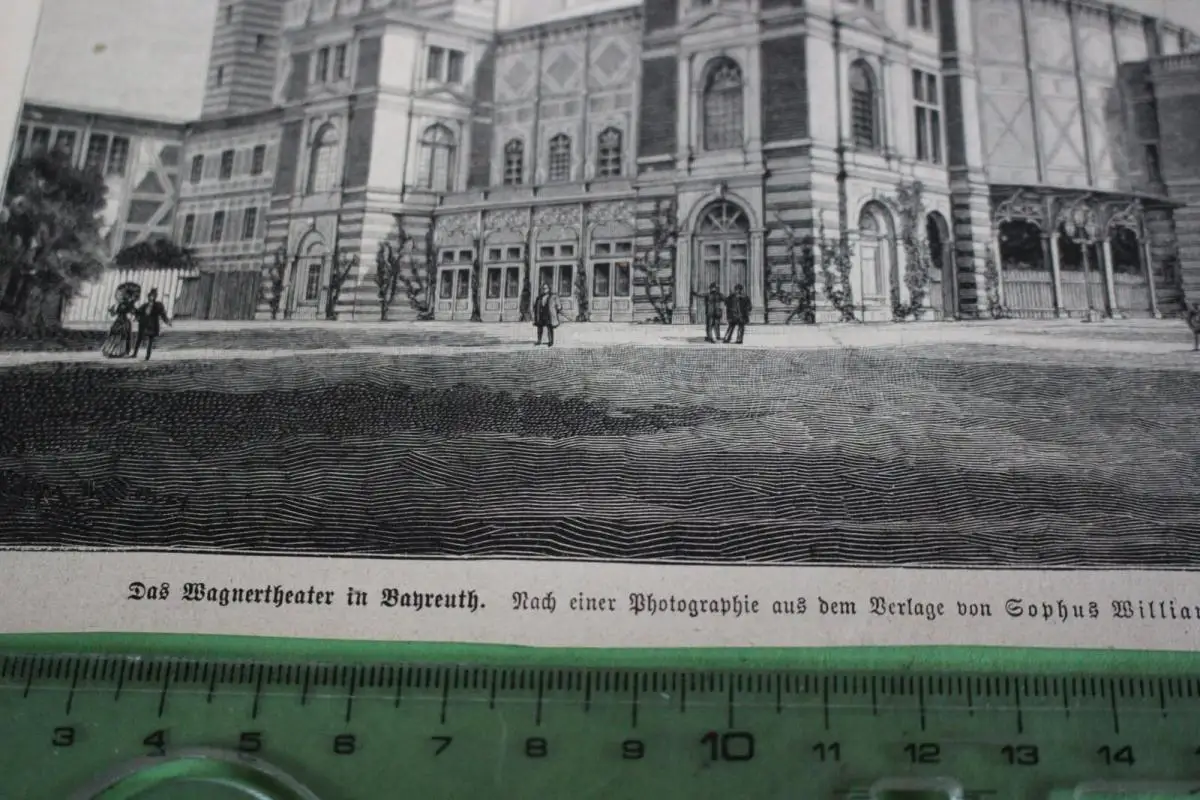 Das Wagnertheater in Bayreuth. Nach einer Photographie aus dem Verlage von Sophus
3 4 5 6 7 8 9 10 11 12 13 14